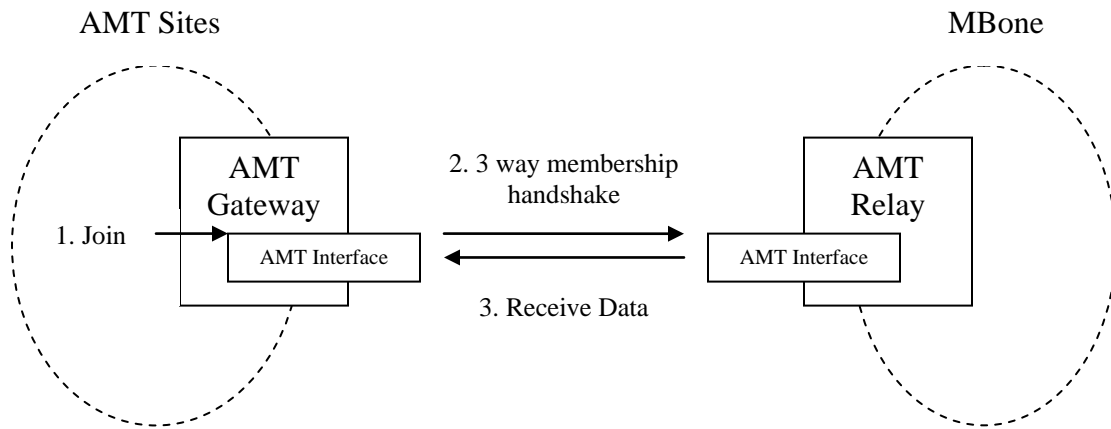 AMT Sites
MBone
AMT
Gateway
2. 3 way membership
handshake
AMT
Relay
1. Join
AMT Interface
AMT Interface
3. Receive Data